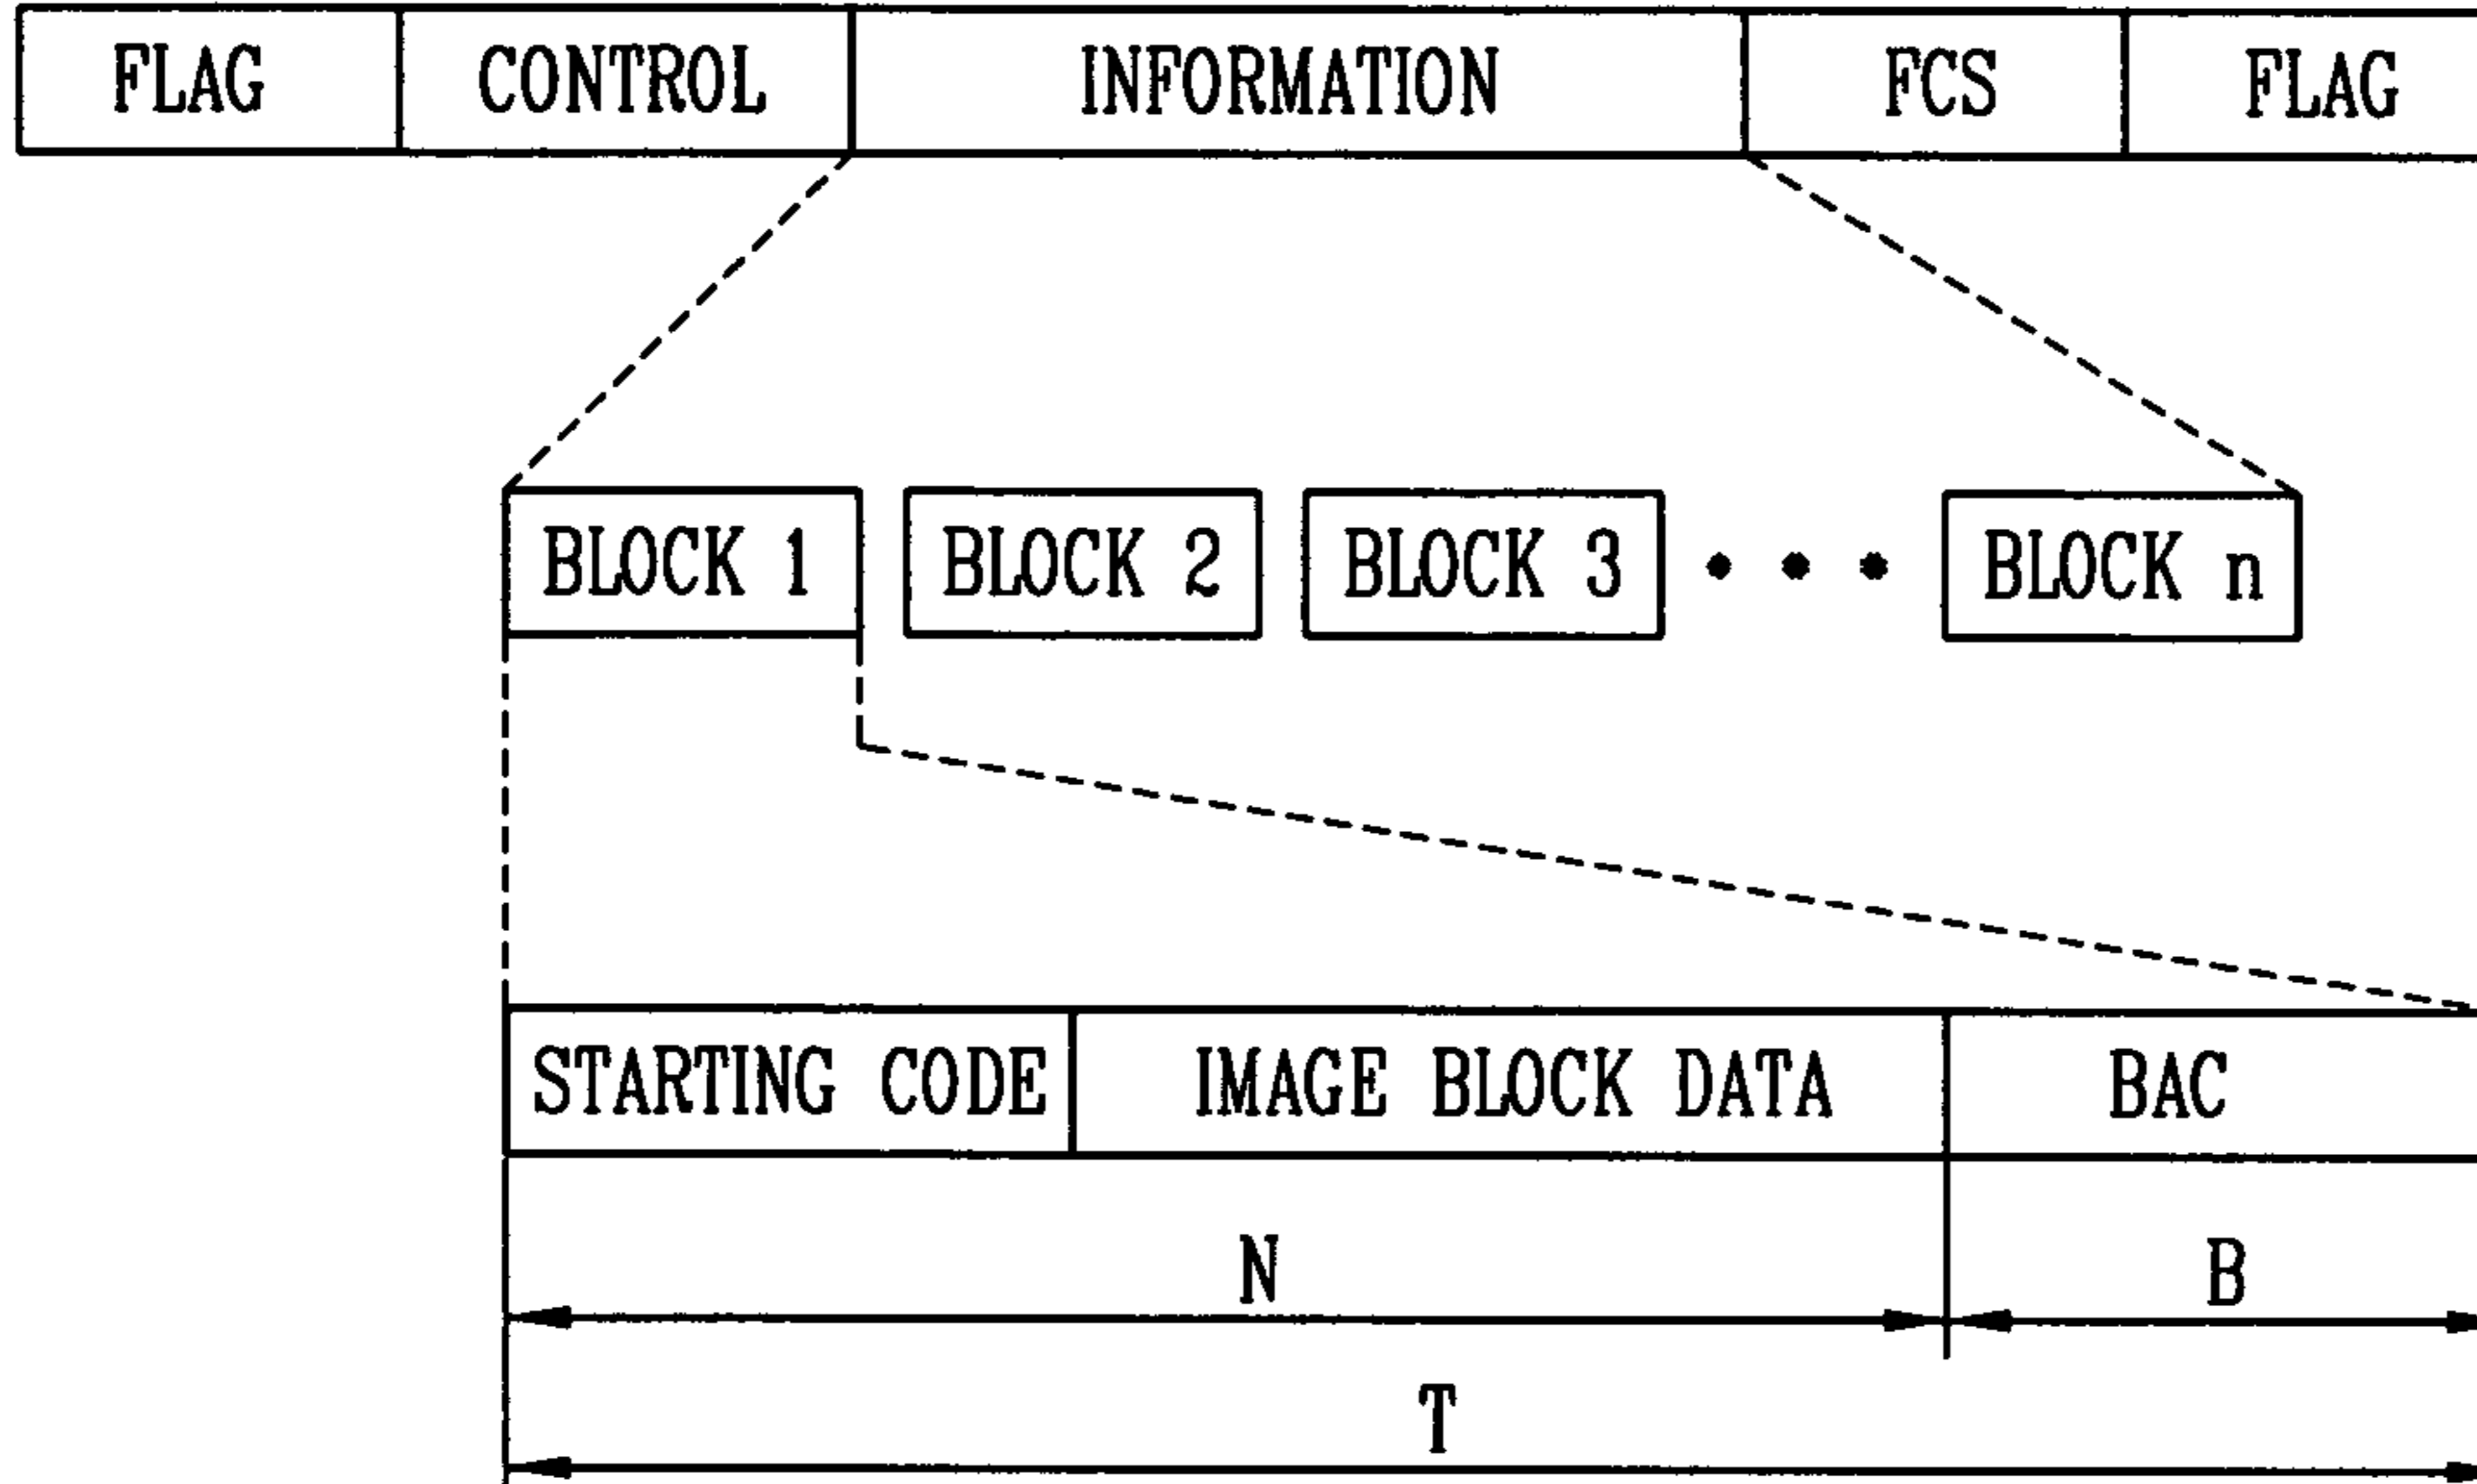 FLAG CONTROL INFORMATION FCS FLAG
BLOCK 1 BLOCK 2 BLOCK 3 • • • BLOCK n
STARTING CODE IMAGE BLOCK DATA BAC
N B
T